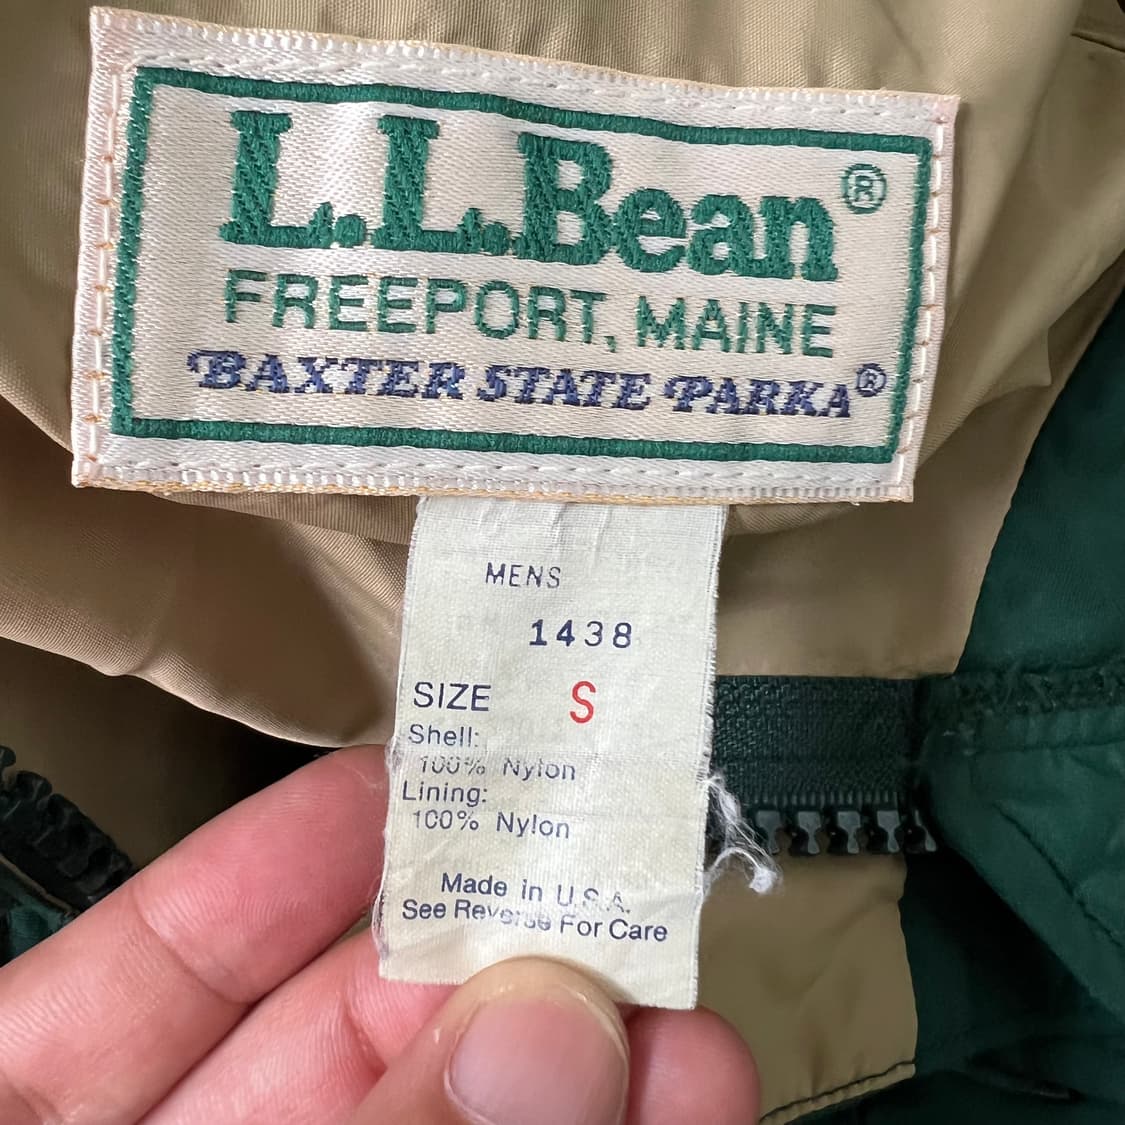 L.L.Bean®
FREEPORT, MAINE
BAXTER STATE PARKA®
MENS
1438
SIZE S
Shell:
100% Nylon
Lining:
100% Nylon
Made in U.S.A.
See Reverse For Care